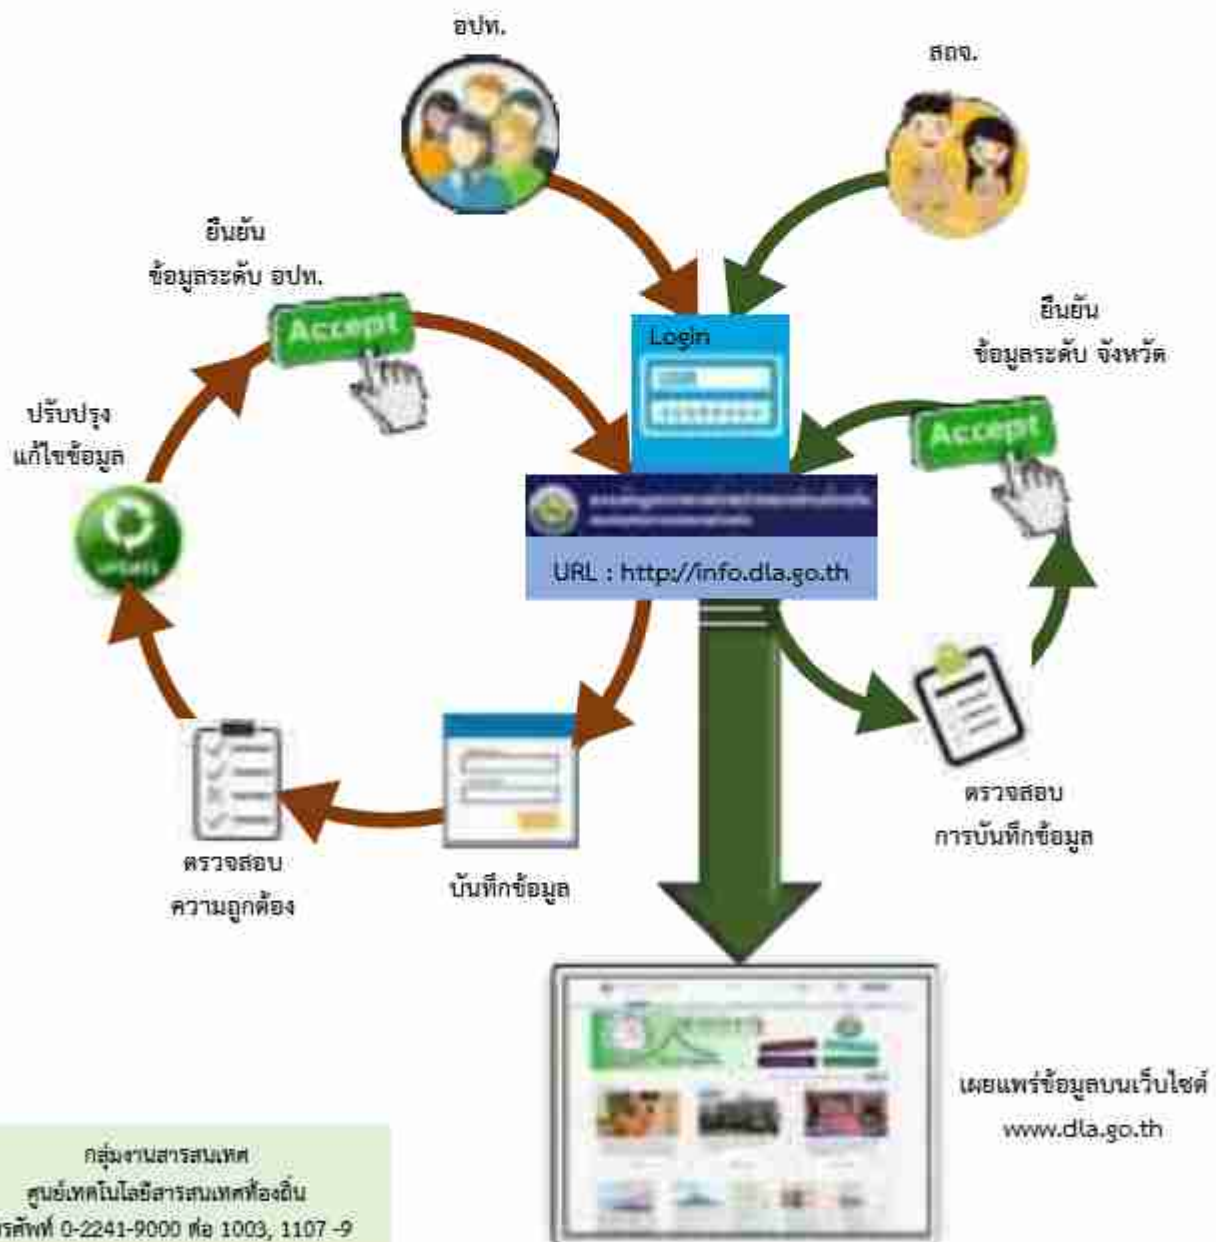 อปท.
สถจ.
ยืนยัน
ข้อมูลระดับ อปท.
Accept
Login
ยืนยัน
ข้อมูลระดับ จังหวัด
Accept
ปรับปรุง
แก้ไขข้อมูล
UPDATE
URL : http://info.dla.go.th
ตรวจสอบ
ความถูกต้อง
บันทึกข้อมูล
ตรวจสอบ
การบันทึกข้อมูล
เผยแพร่ข้อมูลบนเว็บไซต์
www.dla.go.th
กลุ่มงานสารสนเทศ
ศูนย์เทคโนโลยีสารสนเทศท้องถิ่น
0-2241-9000 ต่อ 1003, 1107 -9